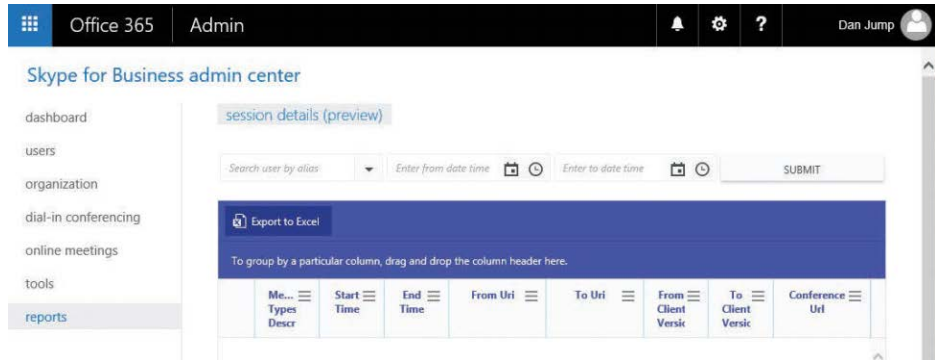 Office 365 Admin ? Dan Jump
Skype for Business admin center
dashboard
users
organization
dial-in conferencing
online meetings
tools
reports
session details (preview)
Search user by alias Enter from date time Enter to date time SUBMIT
Export to Excel
To group by a particular column, drag and drop the column header here.
Me... Start End From Uri To Uri From To Conference
Types Time Time Client Client Url
Descr Versic Versic